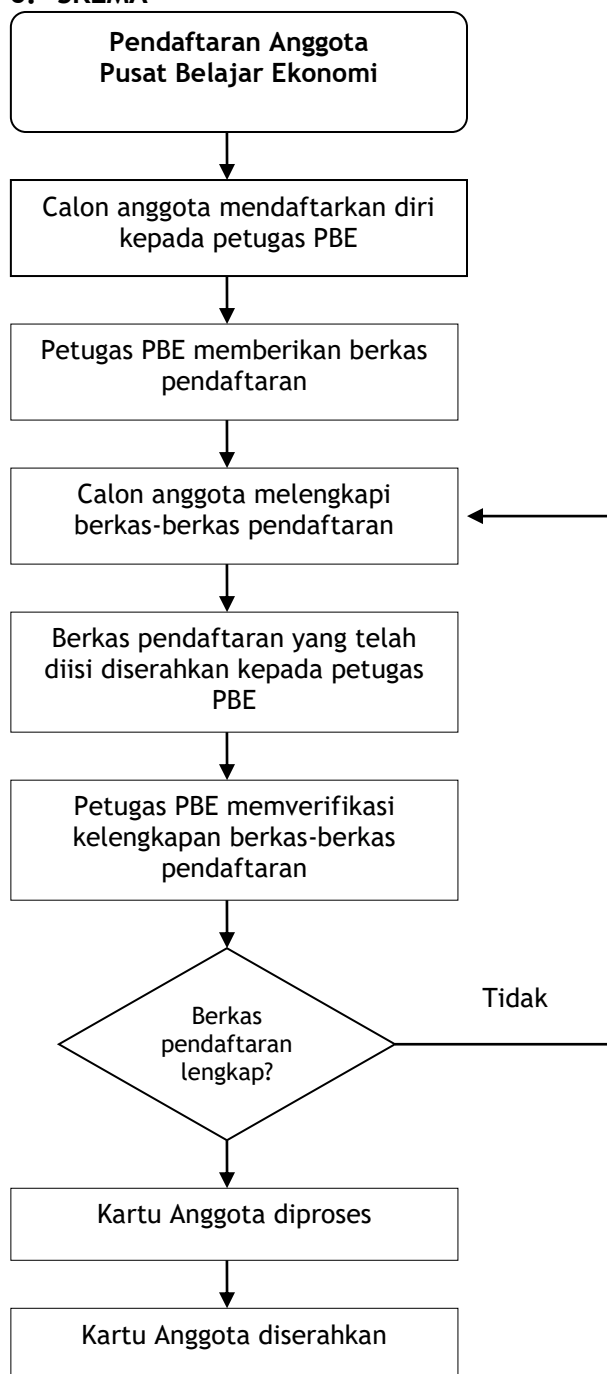 Pendaftaran Anggota
Pusat Belajar Ekonomi
Calon anggota mendaftarkan diri
kepada petugas PBE
Petugas PBE memberikan berkas
pendaftaran
Calon anggota melengkapi
berkas-berkas pendaftaran
Berkas pendaftaran yang telah
diisi diserahkan kepada petugas
PBE
Petugas PBE memverifikasi
kelengkapan berkas-berkas
pendaftaran
Berkas
pendaftaran
lengkap?
Tidak
Kartu Anggota diproses
Kartu Anggota diserahkan